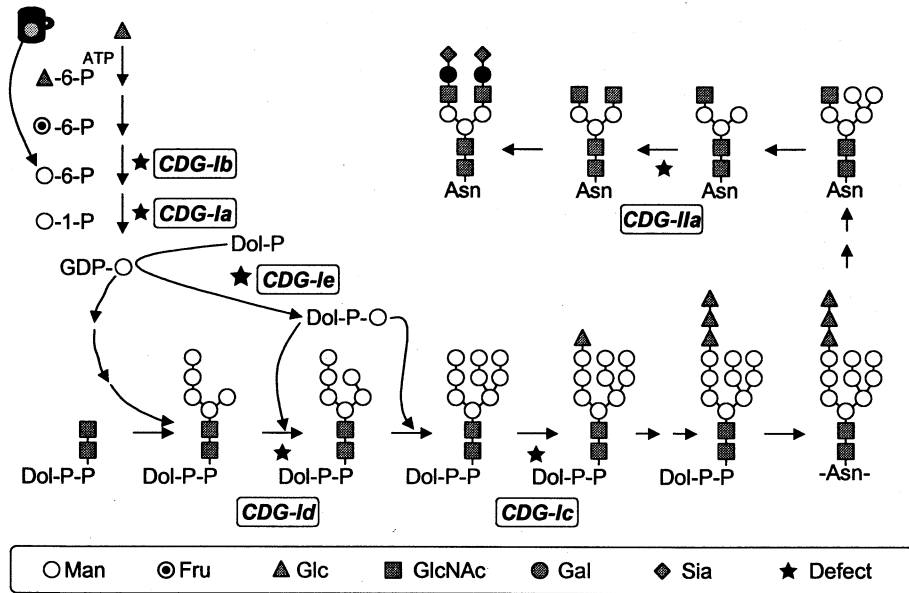 ATP
-6-P
-6-P
CDG-Ib
-6-P
CDG-Ia
-1-P
Dol-P
GDP-
CDG-Ie
Dol-P-
Asn
Asn
Asn
Asn
CDG-IIa
Dol-P-P
Dol-P-P
Dol-P-P
Dol-P-P
Dol-P-P
Dol-P-P
-Asn-
CDG-Id
CDG-Ic
Man
Fru
Glc
GlcNAc
Gal
Sia
Defect